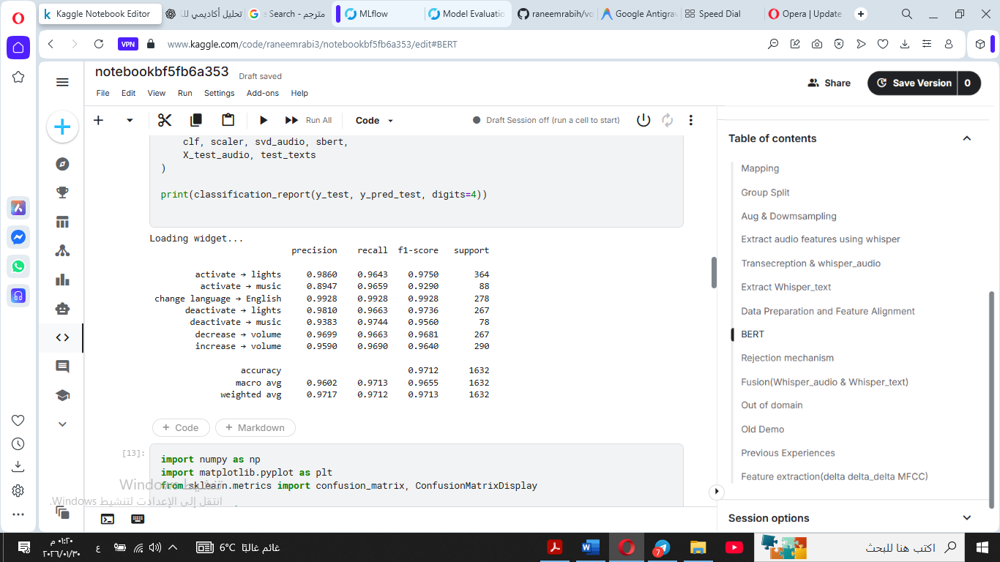 Kaggle Notebook Editor
تحليل أكاديمي للـ
Search - مترجم
MLflow
Model Evaluatio
raneemrabih/vo
Google Antigrav
Speed Dial
Opera | Update
VPN
www.kaggle.com/code/raneemrabi3/notebookbf5fb6a353/edit#BERT
notebookbf5fb6a353
Draft saved
File Edit View Run Settings Add-ons Help
Share
Save Version 0
Run All
Code
Draft Session off (run a cell to start)
clf, scaler, svd_audio, sbert,
X_test_audio, test_texts
)
print(classification_report(y_test, y_pred_test, digits=4))
Loading widget...
precision recall f1-score support
activate → lights 0.9860 0.9643 0.9750 364
activate → music 0.8947 0.9659 0.9290 88
change language → English 0.9928 0.9928 0.9928 278
deactivate → lights 0.9810 0.9663 0.9736 267
deactivate → music 0.9383 0.9744 0.9560 78
decrease → volume 0.9699 0.9663 0.9681 267
increase → volume 0.9590 0.9690 0.9640 290
accuracy 0.9712 1632
macro avg 0.9602 0.9713 0.9655 1632
weighted avg 0.9717 0.9712 0.9713 1632
+ Code
+ Markdown
[13]:
import numpy as np
import matplotlib.pyplot as plt
from sklearn.metrics import confusion_matrix, ConfusionMatrixDisplay
تنشيط Windows
انتقل إلى الإعدادات لتنشيط Windows.
Table of contents
Mapping
Group Split
Aug & Dowmsampling
Extract audio features using whisper
Transecreption & whisper_audio
Extract Whisper_text
Data Preparation and Feature Alignment
BERT
Rejection mechanism
Fusion(Whisper_audio & Whisper_text)
Out of domain
Old Demo
Previous Experiences
Feature extraction(delta delta_delta MFCC)
Session options
٠١:٢٠ م
٢٠٢٦/٠١/٣٠
ع
6°C غائم غالبًا
7
اكتب هنا للبحث